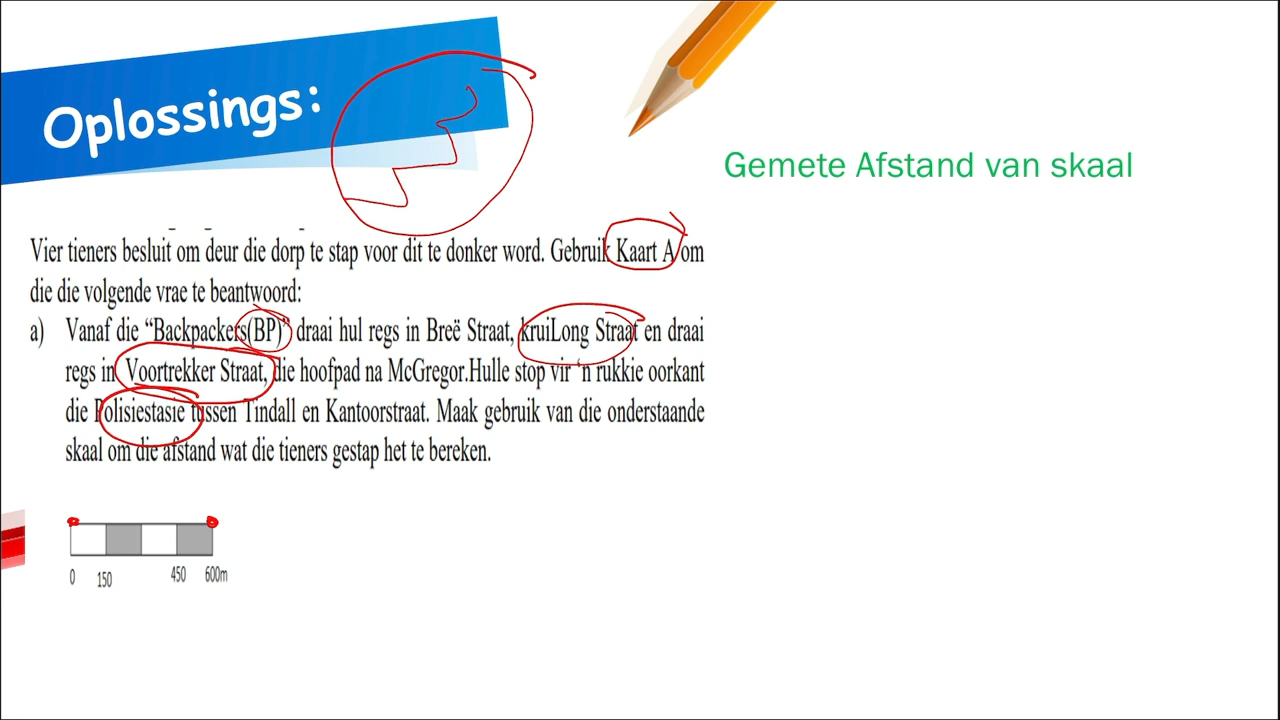 Oplossings:
Gemete Afstand van skaal
Vier tieners besluit om deur die dorp te stap voor dit te donker word. Gebruik Kaart A om
die die volgende vrae te beantwoord:
a) Vanaf die “Backpackers(BP)” draai hul regs in Breë Straat, kruiLong Straat en draai
regs in Voortrekker Straat, die hoofpad na McGregor.Hulle stop vir ‘n rukkie oorkant
die Polisiestasie tussen Tindall en Kantoorstraat. Maak gebruik van die onderstaande
skaal om die afstand wat die tieners gestap het te bereken.
0 150 450 600m